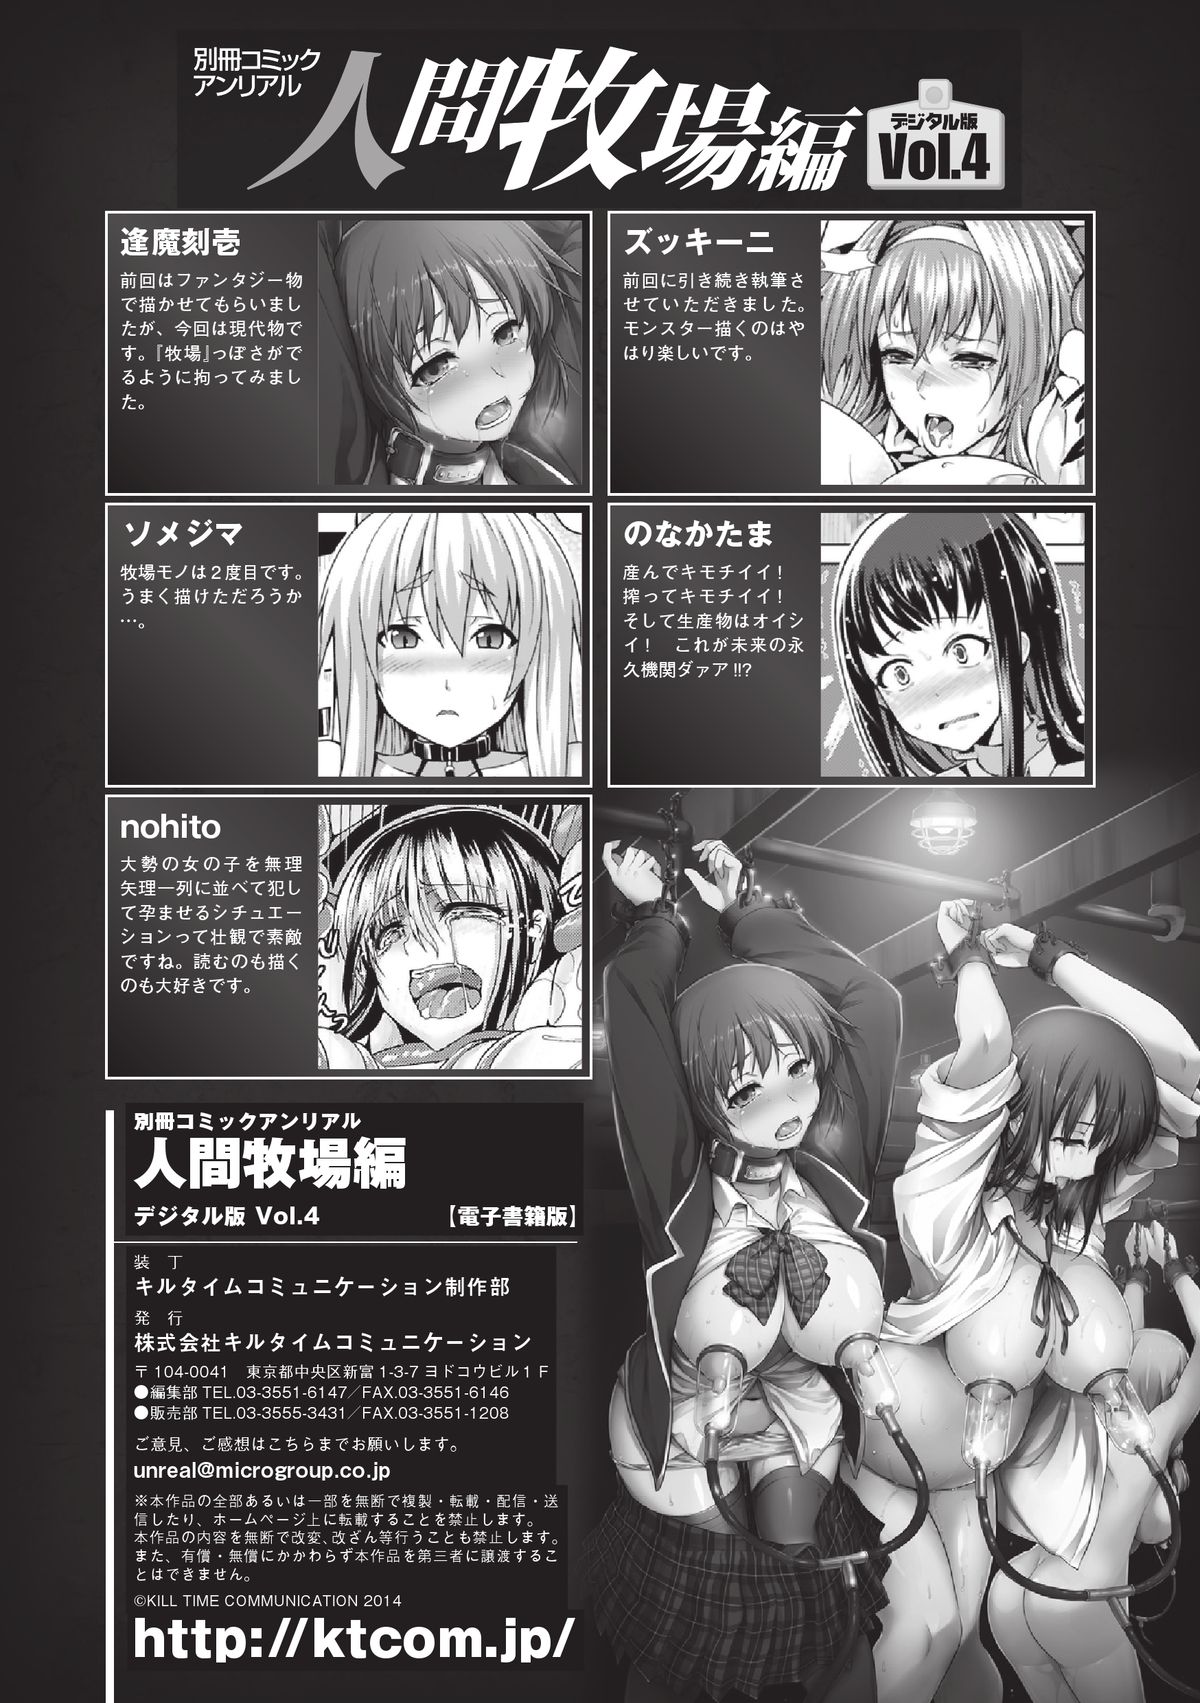 別冊コミック
アンリアル
人間牧場編
デジタル版
Vol.4
逢魔刻壱
前回はファンタジー物
で描かせてもらいまし
たが、今回は現代物で
す。『牧場』っぽさがで
るように拘ってみまし
た。
ズッキーニ
前回に引き続き執筆さ
せていただきました。
モンスター描くのはや
はり楽しいです。
ソメジマ
牧場モノは２度目です。
うまく描けただろうか
…。
のなかたま
産んでキモチイイ！
搾ってキモチイイ！
そして生産物はオイシ
イ！　これが未来の永
久機関ダァア!!?
nohito
大勢の女の子を無理
矢理一列に並べて犯し
て孕ませるシチュエー
ションって壮観で素敵
ですね。読むのも描く
のも大好きです。
別冊コミックアンリアル
人間牧場編
デジタル版 Vol.4　【電子書籍版】
装　丁
キルタイムコミュニケーション制作部
発　行
株式会社キルタイムコミュニケーション
〒104-0041　東京都中央区新富1-3-7ヨドコウビル１Ｆ
●編集部TEL.03-3551-6147／FAX.03-3551-6146
●販売部TEL.03-3555-3431／FAX.03-3551-1208
ご意見、ご感想はこちらまでお願いします。
unreal@microgroup.co.jp
※本作品の全部あるいは一部を無断で複製・転載・配信・送
信したり、ホームページ上に転載することを禁止します。
本作品の内容を無断で改変、改ざん等行うことも禁止します。
また、有償・無償にかかわらず本作品を第三者に譲渡するこ
とはできません。
©KILL TIME COMMUNICATION 2014
http://ktcom.jp/